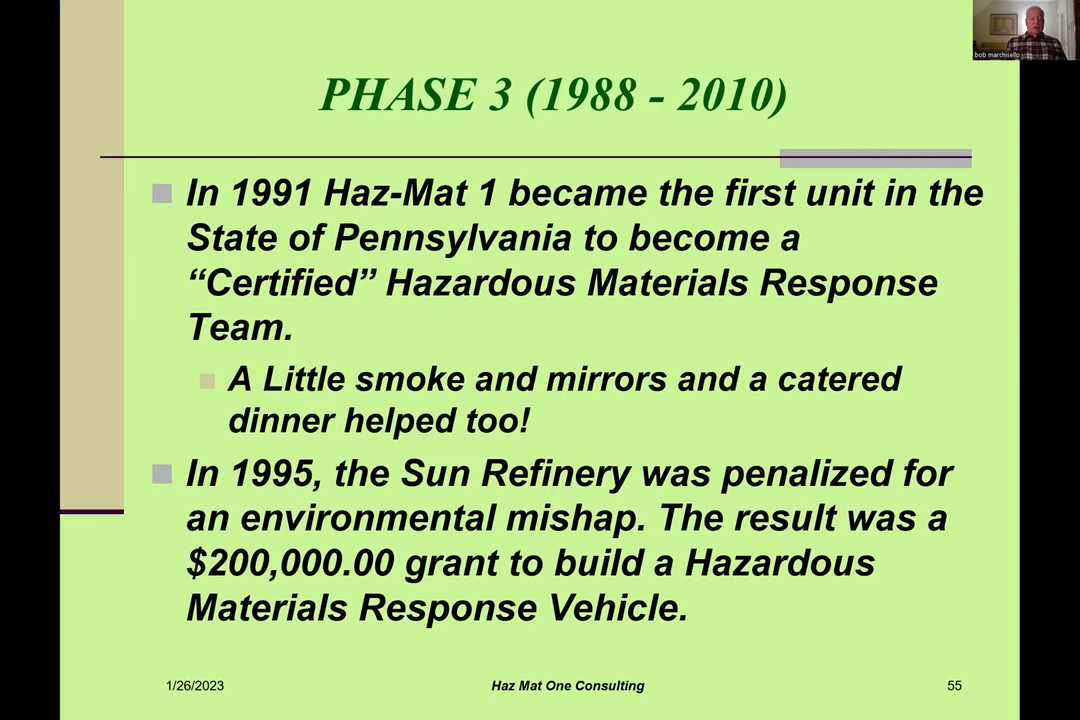 bob marchisello
PHASE 3 (1988 - 2010)
In 1991 Haz-Mat 1 became the first unit in the
State of Pennsylvania to become a
“Certified” Hazardous Materials Response
Team.
A Little smoke and mirrors and a catered
dinner helped too!
In 1995, the Sun Refinery was penalized for
an environmental mishap. The result was a
$200,000.00 grant to build a Hazardous
Materials Response Vehicle.
1/26/2023
Haz Mat One Consulting
55